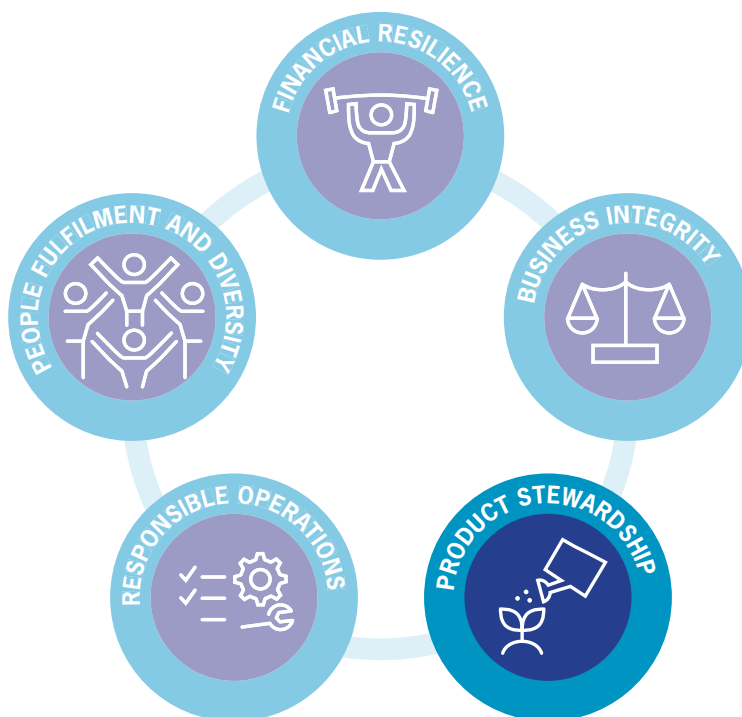 FINANCIAL RESILIENCE
PEOPLE FULFILMENT AND DIVERSITY
BUSINESS INTEGRITY
RESPONSIBLE OPERATIONS
PRODUCT STEWARDSHIP